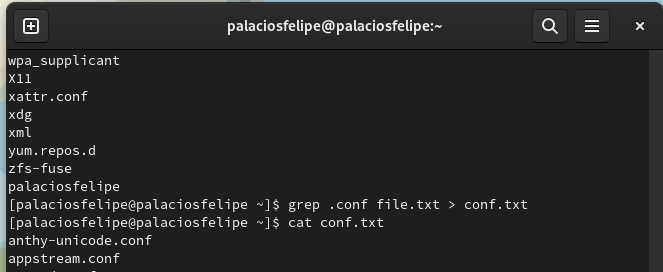 palaciosfelipe@palaciosfelipe:~
wpa_supplicant
X11
xattr.conf
xdg
xml
yum.repos.d
zfs-fuse
palaciosfelipe
[palaciosfelipe@palaciosfelipe ~]$ grep .conf file.txt > conf.txt
[palaciosfelipe@palaciosfelipe ~]$ cat conf.txt
anthy-unicode.conf
appstream.conf